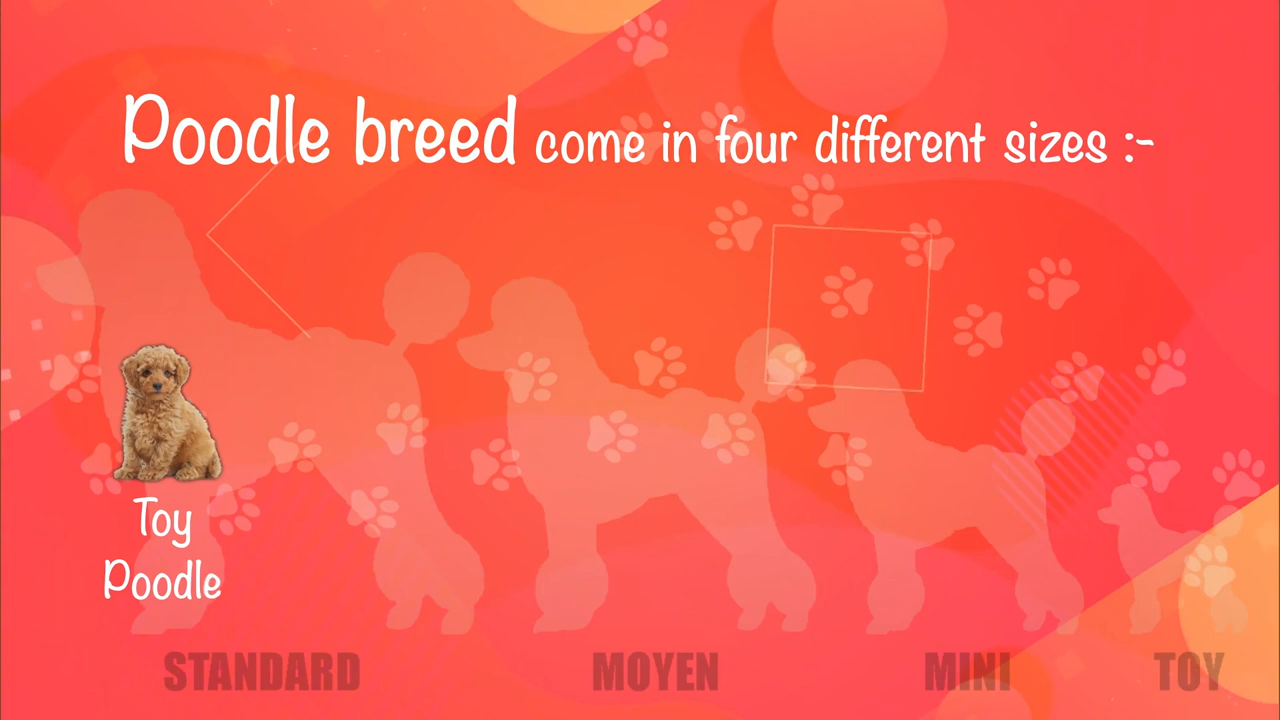 Poodle breed come in four different sizes :-
Toy
Poodle
STANDARD MOYEN MINI TOY